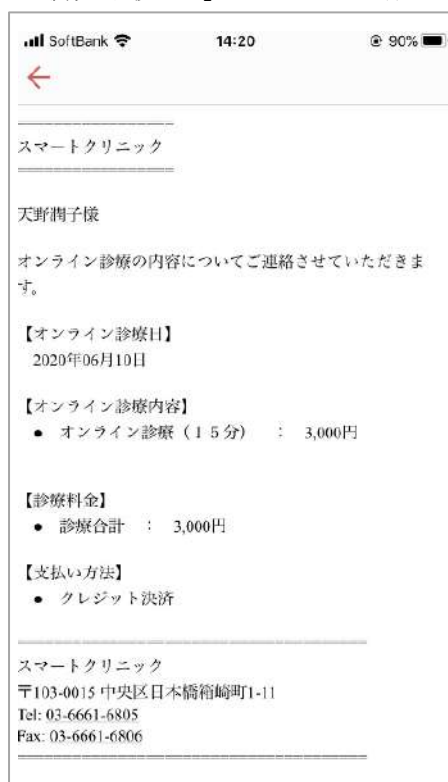 SoftBank 14:20 90%
スマートクリニック
天野潤子様
オンライン診療の内容についてご連絡させていただきま
す。
【オンライン診療日】
2020年06月10日
【オンライン診療内容】
● オンライン診療（１５分） ： 3,000円
【診療料金】
● 診療合計 ： 3,000円
【支払い方法】
● クレジット決済
スマートクリニック
〒103-0015 中央区日本橋箱崎町1-11
Tel: 03-6661-6805
Fax: 03-6661-6806